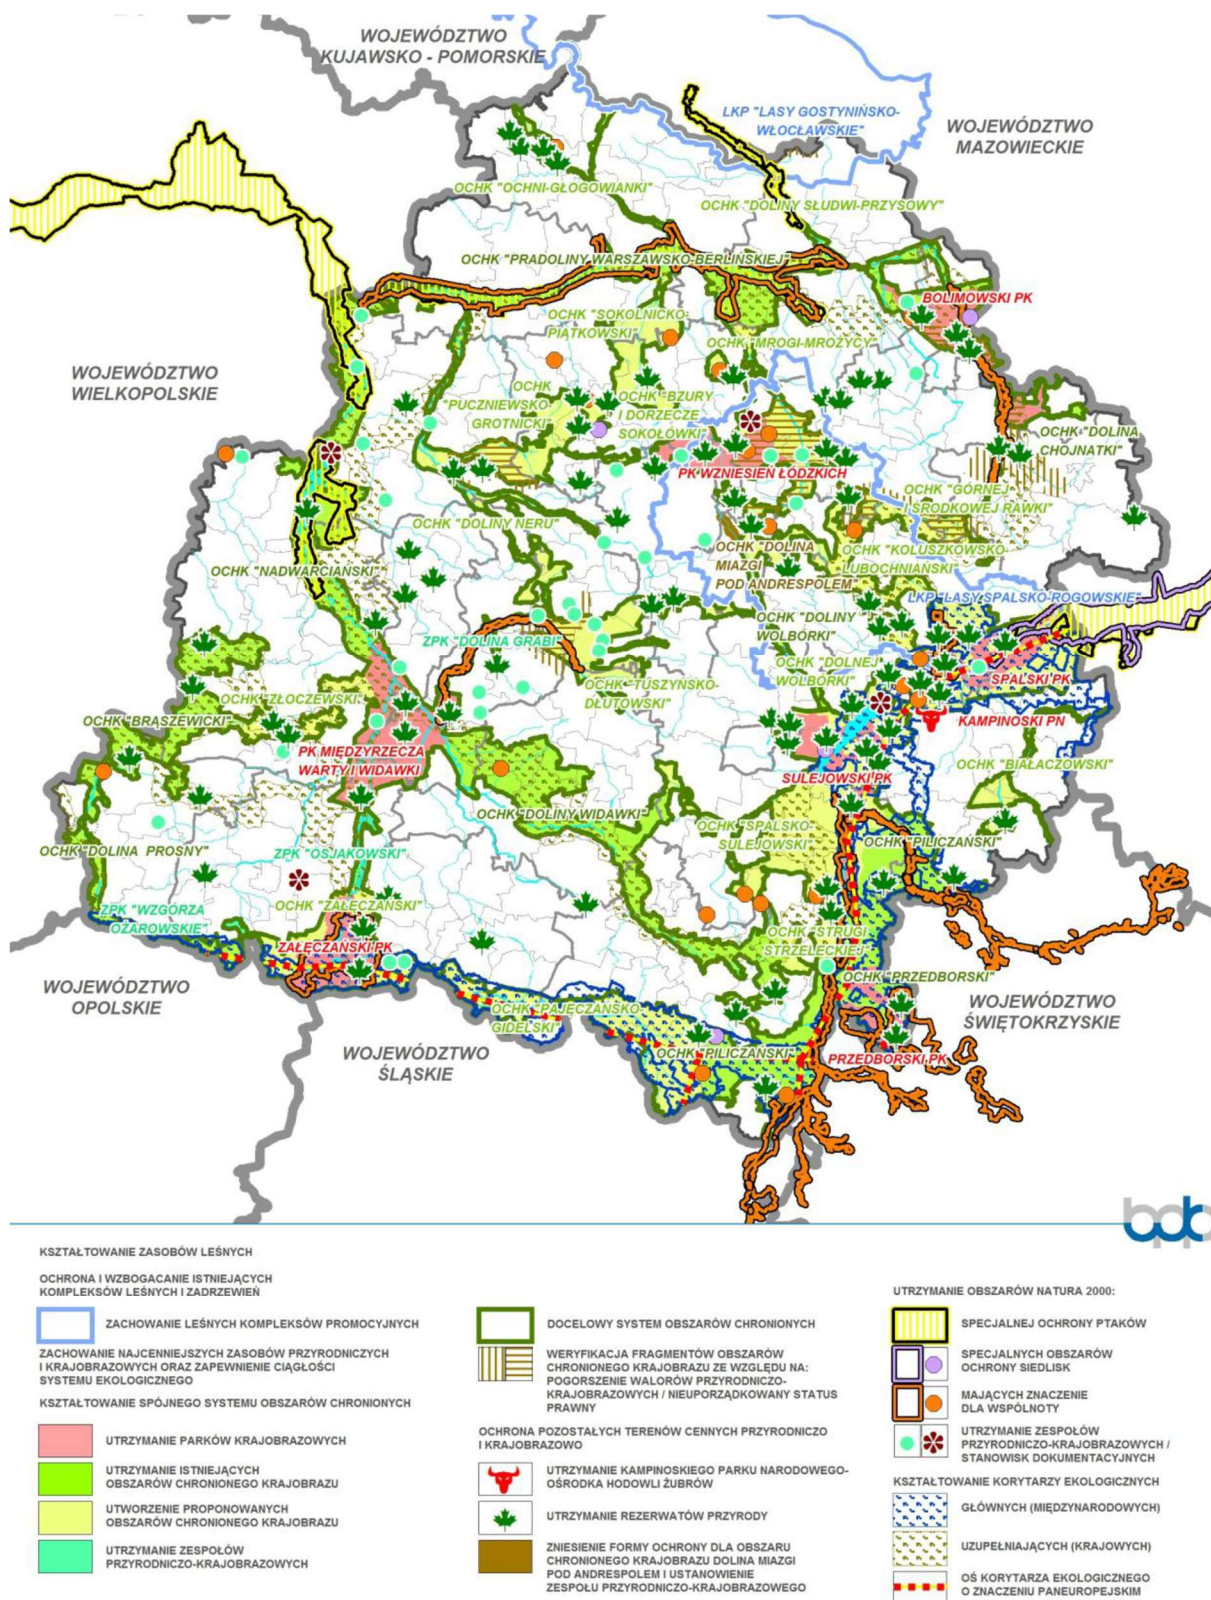 WOJEWÓDZTWO
KUJAWSKO - POMORSKIE
LKP "LASY GOSTYNIŃSKO-
WŁOCŁAWSKIE"
WOJEWÓDZTWO
MAZOWIECKIE
OCHK "OCHNI-GŁOGOWIANKI"
OCHK "DOLINY SŁUDWI-PRZYSOWY"
OCHK "PRADOLINY WARSZAWSKO-BERLIŃSKIEJ"
BOLIMOWSKI PK
OCHK "SOKOLNICKO-
PIĄTKOWSKI"
OCHK "MROGI-MROŻYCY"
WOJEWÓDZTWO
WIELKOPOLSKIE
OCHK
"PUCZNIEWSKO-
GROTNICKI"
OCHK "BZURY
I DORZECZE
SOKOŁÓWKI"
OCHK "DOLINA
CHOJNATKI"
PK WZNIESIEŃ ŁÓDZKICH
OCHK "GÓRNEJ
I ŚRODKOWEJ RAWKI"
OCHK "DOLINY NERU"
OCHK "DOLINA
MIAZGI
POD ANDRESPOLEM"
OCHK "KOLUSZKOWSKO-
LUBOCHNIAŃSKI"
OCHK "NADWARCIAŃSKI"
LKP "LASY SPALSKO-ROGOWSKIE"
OCHK "DOLINY
WOLBÓRKI"
ZPK "DOLINA GRABI"
OCHK "DOLNEJ
WOLBÓRKI"
SPALSKI PK
OCHK "ZŁOCZEWSKI"
OCHK "TUSZYŃSKO-
DŁUTOWSKI"
OCHK "BRĄSZEWICKI"
KAMPINOSKI PN
PK MIĘDZYRZECZA
WARTY I WIDAWKI
SULEJOWSKI PK
OCHK "BIAŁACZOWSKI"
OCHK "DOLINY WIDAWKI"
OCHK "SPALSKO-
SULEJOWSKI"
OCHK "PILICZAŃSKI"
OCHK "DOLINA PROSNY"
ZPK "OSJAKOWSKI"
ZPK "WZGÓRZA
OŻAROWSKIE"
OCHK "ZAŁĘCZAŃSKI"
ZAŁĘCZAŃSKI PK
OCHK "STRUGI
STRZELECKIEJ"
OCHK "PRZEDBORSKI"
WOJEWÓDZTWO
OPOLSKIE
OCHK "PAJĘCZAŃSKO-
GIDELSKI"
WOJEWÓDZTWO
ŚWIĘTOKRZYSKIE
WOJEWÓDZTWO
ŚLĄSKIE
OCHK "PILICZAŃSKI"
PRZEDBORSKI PK
bpp
KSZTAŁTOWANIE ZASOBÓW LEŚNYCH
OCHRONA I WZBOGACANIE ISTNIEJĄCYCH
KOMPLEKSÓW LEŚNYCH I ZADRZEWIEŃ
ZACHOWANIE LEŚNYCH KOMPLEKSÓW PROMOCYJNYCH
ZACHOWANIE NAJCENNIEJSZYCH ZASOBÓW PRZYRODNICZYCH
I KRAJOBRAZOWYCH ORAZ ZAPEWNIENIE CIĄGŁOŚCI
SYSTEMU EKOLOGICZNEGO
KSZTAŁTOWANIE SPÓJNEGO SYSTEMU OBSZARÓW CHRONIONYCH
UTRZYMANIE PARKÓW KRAJOBRAZOWYCH
UTRZYMANIE ISTNIEJĄCYCH
OBSZARÓW CHRONIONEGO KRAJOBRAZU
UTWORZENIE PROPONOWANYCH
OBSZARÓW CHRONIONEGO KRAJOBRAZU
UTRZYMANIE ZESPOŁÓW
PRZYRODNICZO-KRAJOBRAZOWYCH
DOCELOWY SYSTEM OBSZARÓW CHRONIONYCH
WERYFIKACJA FRAGMENTÓW OBSZARÓW
CHRONIONEGO KRAJOBRAZU ZE WZGLĘDU NA:
POGORSZENIE WALORÓW PRZYRODNICZO-
KRAJOBRAZOWYCH / NIEUPORZĄDKOWANY STATUS
PRAWNY
OCHRONA POZOSTAŁYCH TERENÓW CENNYCH PRZYRODNICZO
I KRAJOBRAZOWO
UTRZYMANIE KAMPINOSKIEGO PARKU NARODOWEGO-
OŚRODKA HODOWLI ŻUBRÓW
UTRZYMANIE REZERWATÓW PRZYRODY
ZNIESIENIE FORMY OCHRONY DLA OBSZARU
CHRONIONEGO KRAJOBRAZU DOLINA MIAZGI
POD ANDRESPOLEM I USTANOWIENIE
ZESPOŁU PRZYRODNICZO-KRAJOBRAZOWEGO
UTRZYMANIE OBSZARÓW NATURA 2000:
SPECJALNEJ OCHRONY PTAKÓW
SPECJALNYCH OBSZARÓW
OCHRONY SIEDLISK
MAJĄCYCH ZNACZENIE
DLA WSPÓLNOTY
UTRZYMANIE ZESPOŁÓW
PRZYRODNICZO-KRAJOBRAZOWYCH /
STANOWISK DOKUMENTACYJNYCH
KSZTAŁTOWANIE KORYTARZY EKOLOGICZNYCH
GŁÓWNYCH (MIĘDZYNARODOWYCH)
UZUPEŁNIAJĄCYCH (KRAJOWYCH)
OŚ KORYTARZA EKOLOGICZNEGO
O ZNACZENIU PANEUROPEJSKIM